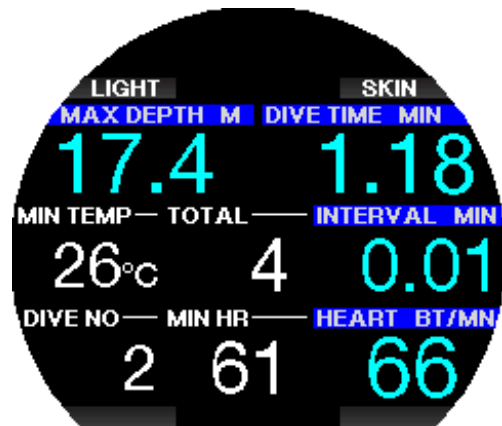 LIGHT SKIN
MAX DEPTH M DIVE TIME MIN
17.4 1.18
MIN TEMP TOTAL INTERVAL MIN
26°C 4 0.01
DIVE NO MIN HR HEART BT/MN
2 61 66